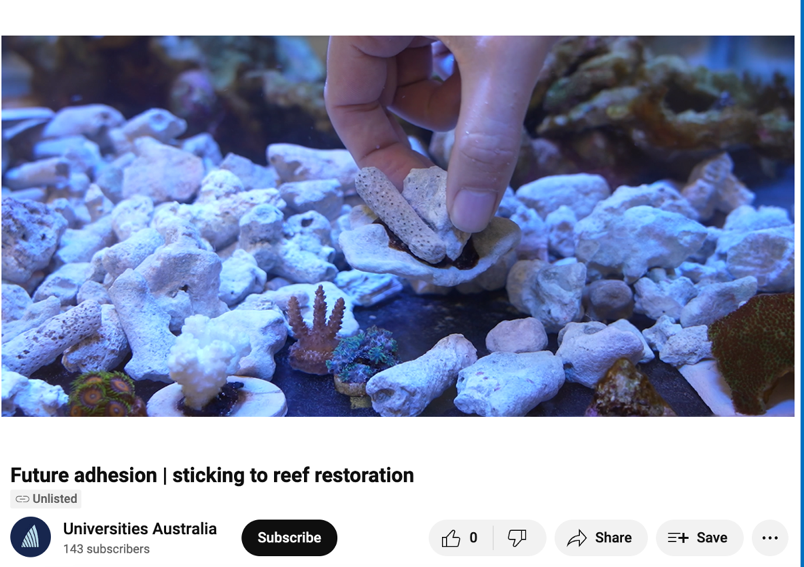 Future adhesion | sticking to reef restoration
Unlisted
Universities Australia
143 subscribers
Subscribe
0
Share
Save